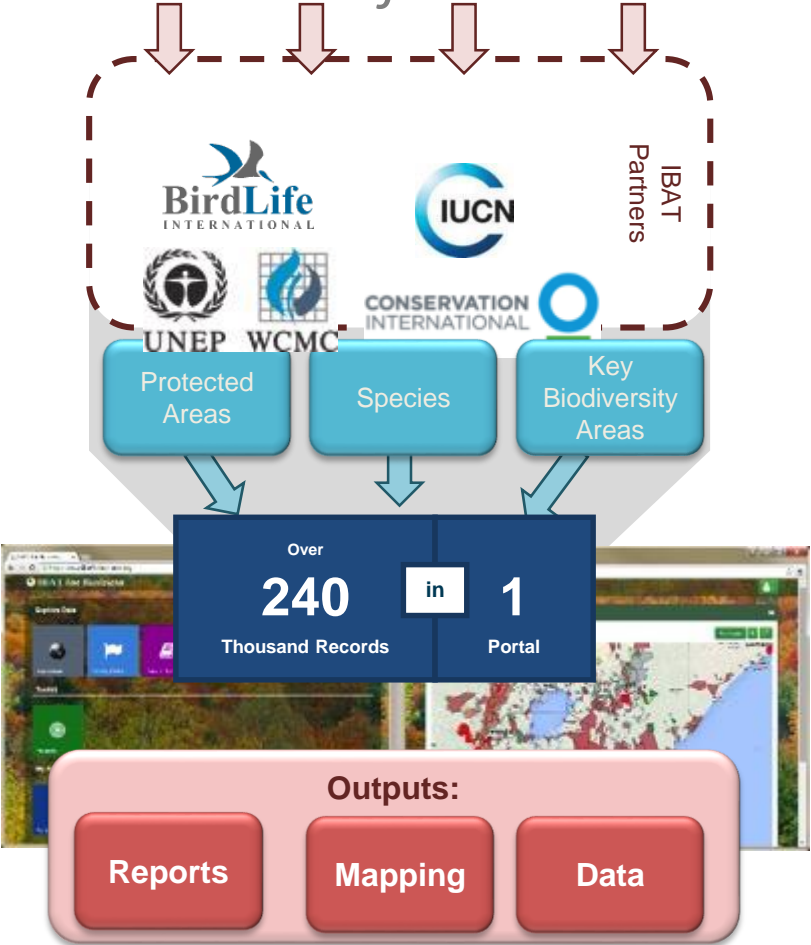 BirdLife
INTERNATIONAL
IUCN
IBAT
Partners
UNEP WCMC
CONSERVATION
INTERNATIONAL
Protected
Areas
Species
Key
Biodiversity
Areas
Over
240
Thousand Records
in
1
Portal
Outputs:
Reports
Mapping
Data